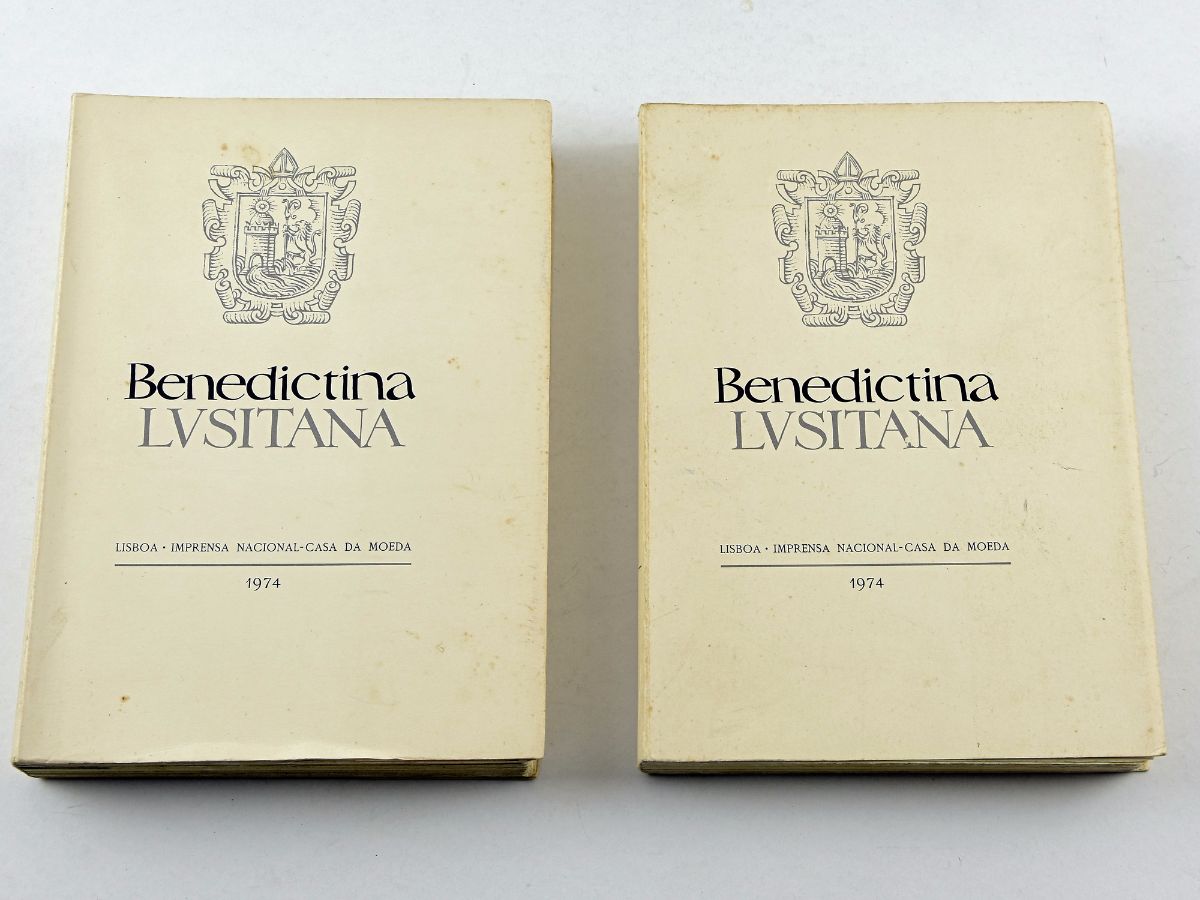 Benedictina
LVSITANA
LISBOA · IMPRENSA NACIONAL-CASA DA MOEDA
1974
Benedictina
LVSITANA
LISBOA · IMPRENSA NACIONAL-CASA DA MOEDA
1974